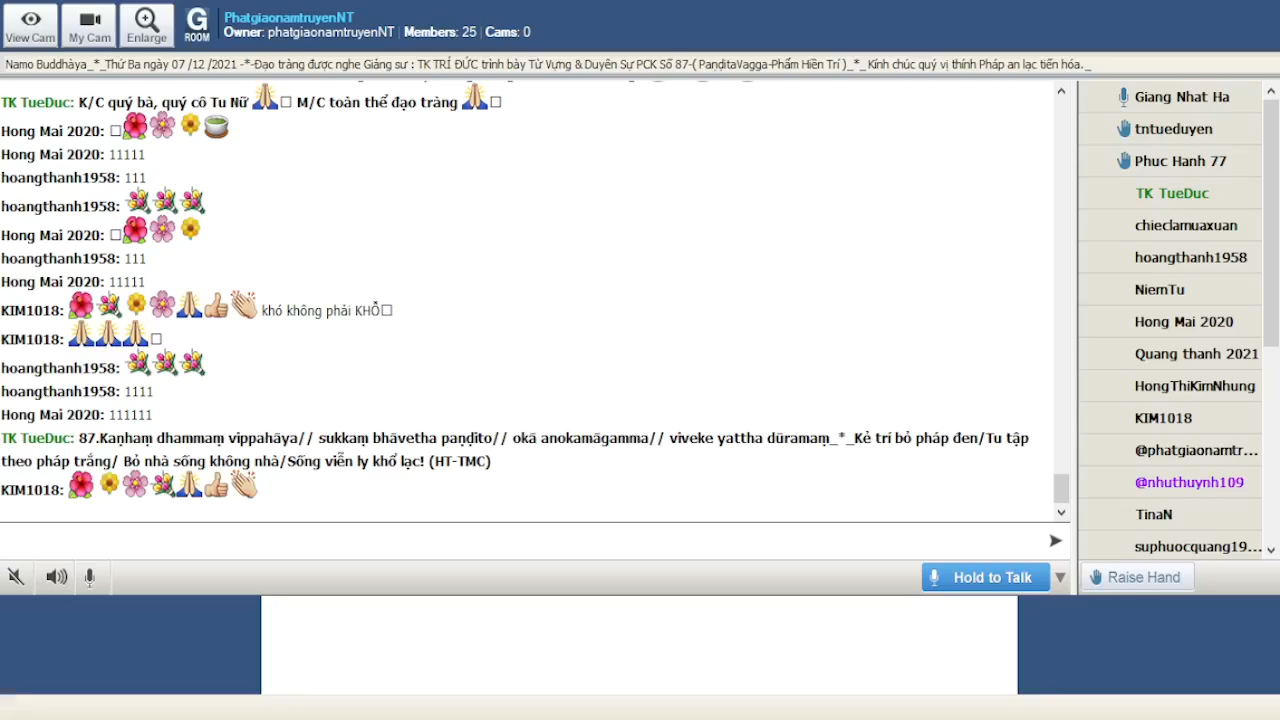 PhatgiaonamtruyenNT
Owner: phatgiaonamtruyenNT | Members: 25 | Cams: 0
View Cam
My Cam
Enlarge
G
ROOM
Namo Buddhàya_*_Thứ Ba ngày 07 /12 /2021 -*-Đạo tràng được nghe Giảng sư : TK TRÍ ĐỨC trình bày Từ Vựng & Duyên Sự PCK Số 87-( PaṇḍitaVagga-Phẩm Hiền Trí )_*_ Kính chúc quý vị thính Pháp an lạc tiến hóa._
TK TueDuc: K/C quý bà, quý cô Tu Nữ 🙏□ M/C toàn thể đạo tràng 🙏□
Hong Mai 2020: □🌺🌸🌼🍵
Hong Mai 2020: 11111
hoangthanh1958: 111
hoangthanh1958: 💐💐💐
Hong Mai 2020: □🌺🌸🌼
hoangthanh1958: 111
Hong Mai 2020: 11111
KIM1018: 🌺💐🌼🌸🙏👍👏 khó không phải KHỔ□
KIM1018: 🙏🙏🙏□
hoangthanh1958: 💐💐💐
hoangthanh1958: 1111
Hong Mai 2020: 111111
TK TueDuc: 87.Kaṇhaṃ dhammaṃ vippahāya// sukkaṃ bhāvetha paṇḍito// okā anokamāgamma// viveke yattha dūramaṃ_*_Kẻ trí bỏ pháp đen/Tu tập
theo pháp trắng/ Bỏ nhà sống không nhà/Sống viễn ly khổ lạc! (HT-TMC)
KIM1018: 🌺🌼🌸💐🙏👍👏
Giang Nhat Ha
tntueduyen
Phuc Hanh 77
TK TueDuc
chieclamuaxuan
hoangthanh1958
NiemTu
Hong Mai 2020
Quang thanh 2021
HongThiKimNhung
KIM1018
@phatgiaonamtr...
@nhuthuynh109
TinaN
suphuocquang19...
Hold to Talk
Raise Hand